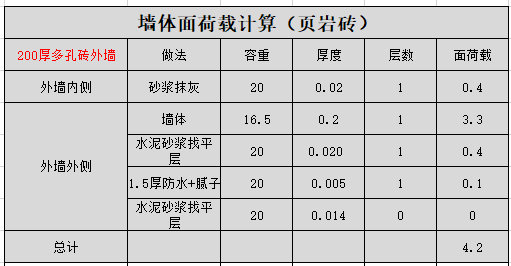 墙体面荷载计算（页岩砖）
200厚多孔砖外墙 做法 容重 厚度 层数 面荷载
外墙内侧 砂浆抹灰 20 0.02 1 0.4
外墙外侧 墙体 16.5 0.2 1 3.3
水泥砂浆找平层 20 0.020 1 0.4
1.5厚防水+腻子 20 0.005 1 0.1
水泥砂浆找平层 20 0.014 0 0
总计 4.2